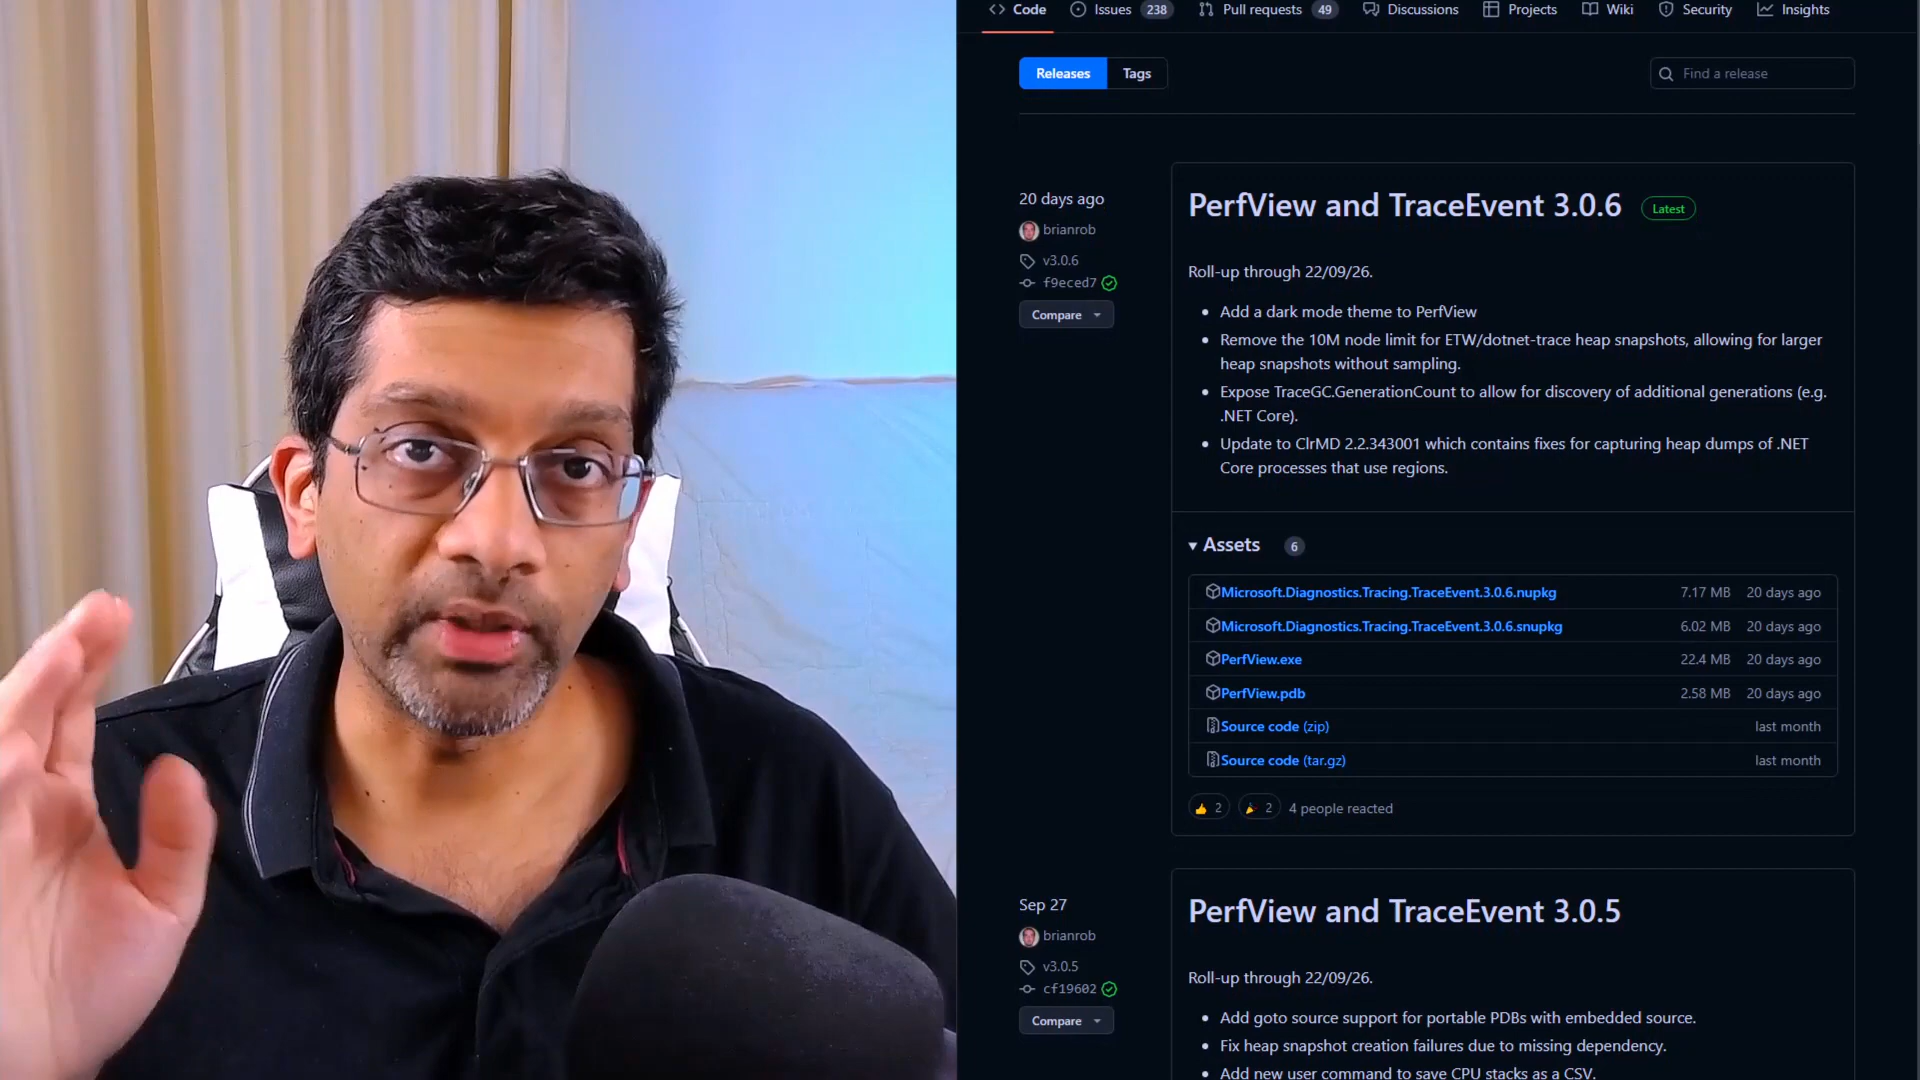 Code Issues 238 Pull requests 49 Discussions Projects Wiki Security Insights
Releases Tags Find a release
20 days ago
brianrob
v3.0.6
f9eced7
Compare
PerfView and TraceEvent 3.0.6 Latest
Roll-up through 22/09/26.
Add a dark mode theme to PerfView
Remove the 10M node limit for ETW/dotnet-trace heap snapshots, allowing for larger
heap snapshots without sampling.
Expose TraceGC.GenerationCount to allow for discovery of additional generations (e.g.
.NET Core).
Update to ClrMD 2.2.343001 which contains fixes for capturing heap dumps of .NET
Core processes that use regions.
Assets 6
Microsoft.Diagnostics.Tracing.TraceEvent.3.0.6.nupkg 7.17 MB 20 days ago
Microsoft.Diagnostics.Tracing.TraceEvent.3.0.6.snupkg 6.02 MB 20 days ago
PerfView.exe 22.4 MB 20 days ago
PerfView.pdb 2.58 MB 20 days ago
Source code (zip) last month
Source code (tar.gz) last month
2 2 4 people reacted
Sep 27
brianrob
v3.0.5
cf19602
Compare
PerfView and TraceEvent 3.0.5
Roll-up through 22/09/26.
Add goto source support for portable PDBs with embedded source.
Fix heap snapshot creation failures due to missing dependency.
Add new user command to save CPU stacks as a CSV.